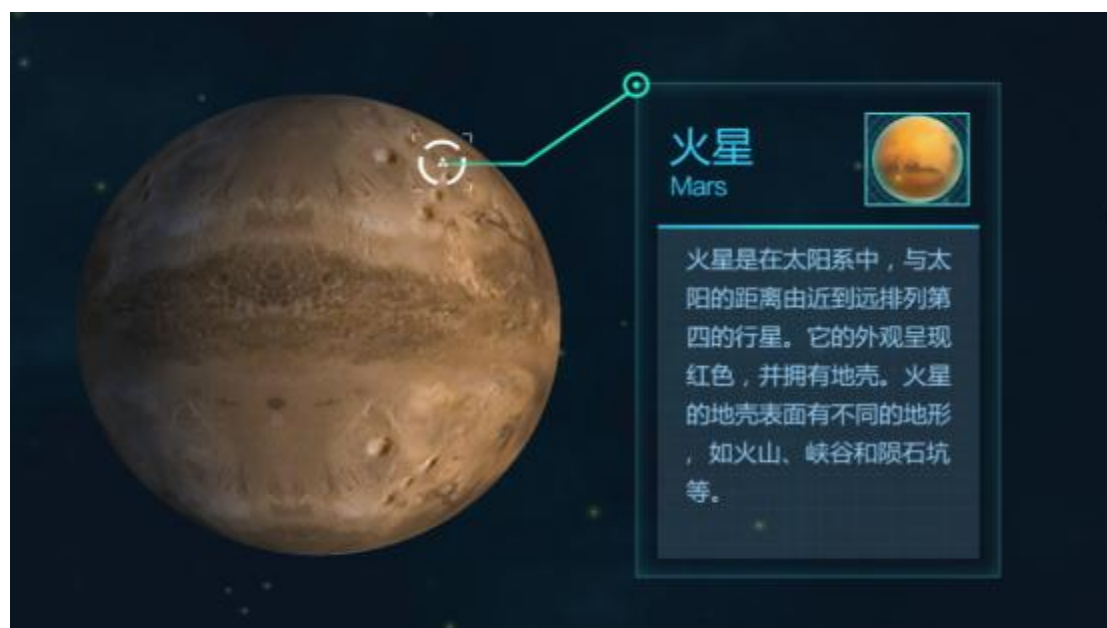 火星
Mars
火星是在太阳系中，与太
阳的距离由近到远排列第
四的行星。它的外观呈现
红色，并拥有地壳。火星
的地壳表面有不同的地形
，如火山、峡谷和陨石坑
等。